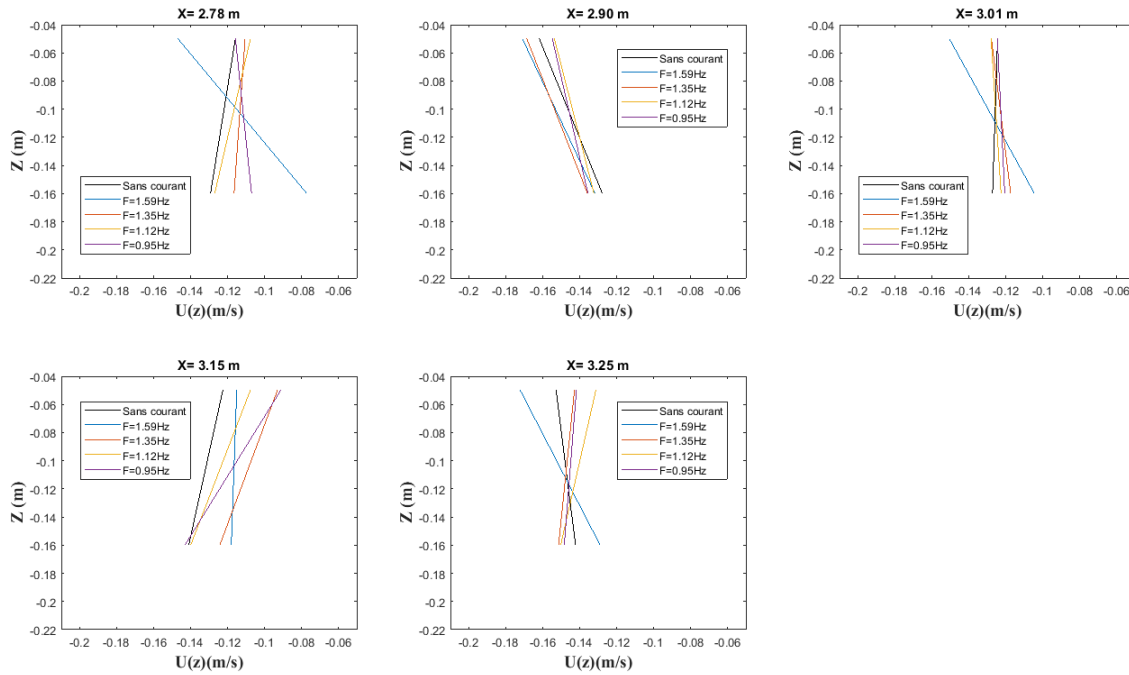 X= 2.78 m
-0.04
-0.06
-0.08
-0.1
-0.12
-0.14
-0.16
-0.18
-0.2
-0.22
Z (m)
Sans courant
F=1.59Hz
F=1.35Hz
F=1.12Hz
F=0.95Hz
-0.2 -0.18 -0.16 -0.14 -0.12 -0.1 -0.08 -0.06
U(z)(m/s)
X= 2.90 m
-0.04
-0.06
-0.08
-0.1
-0.12
-0.14
-0.16
-0.18
-0.2
-0.22
Z (m)
Sans courant
F=1.59Hz
F=1.35Hz
F=1.12Hz
F=0.95Hz
-0.2 -0.18 -0.16 -0.14 -0.12 -0.1 -0.08 -0.06
U(z)(m/s)
X= 3.01 m
-0.04
-0.06
-0.08
-0.1
-0.12
-0.14
-0.16
-0.18
-0.2
-0.22
Z (m)
Sans courant
F=1.59Hz
F=1.35Hz
F=1.12Hz
F=0.95Hz
-0.2 -0.18 -0.16 -0.14 -0.12 -0.1 -0.08 -0.06
U(z)(m/s)
X= 3.15 m
-0.04
-0.06
-0.08
-0.1
-0.12
-0.14
-0.16
-0.18
-0.2
-0.22
Z (m)
Sans courant
F=1.59Hz
F=1.35Hz
F=1.12Hz
F=0.95Hz
-0.2 -0.18 -0.16 -0.14 -0.12 -0.1 -0.08 -0.06
U(z)(m/s)
X= 3.25 m
-0.04
-0.06
-0.08
-0.1
-0.12
-0.14
-0.16
-0.18
-0.2
-0.22
Z (m)
Sans courant
F=1.59Hz
F=1.35Hz
F=1.12Hz
F=0.95Hz
-0.2 -0.18 -0.16 -0.14 -0.12 -0.1 -0.08 -0.06
U(z)(m/s)